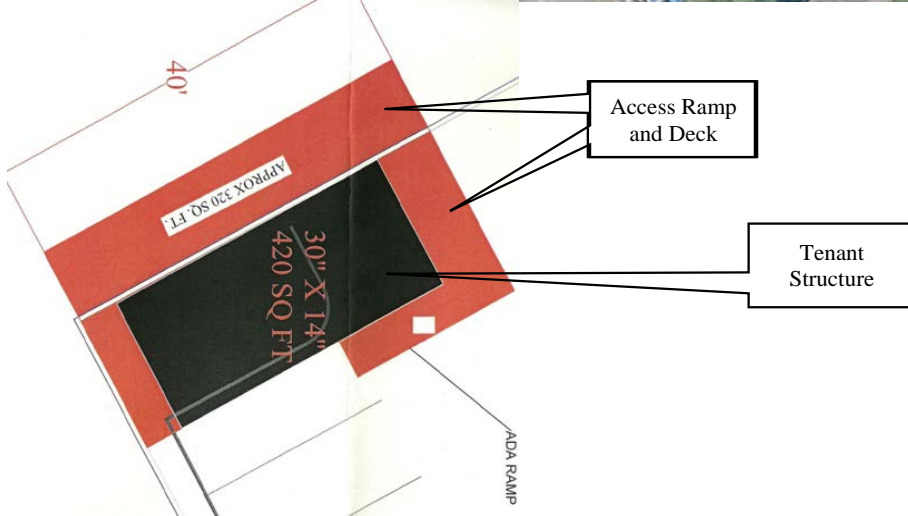 40'
Access Ramp
and Deck
APPROX 320 SQ. FT.
30" X 14"
420 SQ FT
Tenant
Structure
ADA RAMP